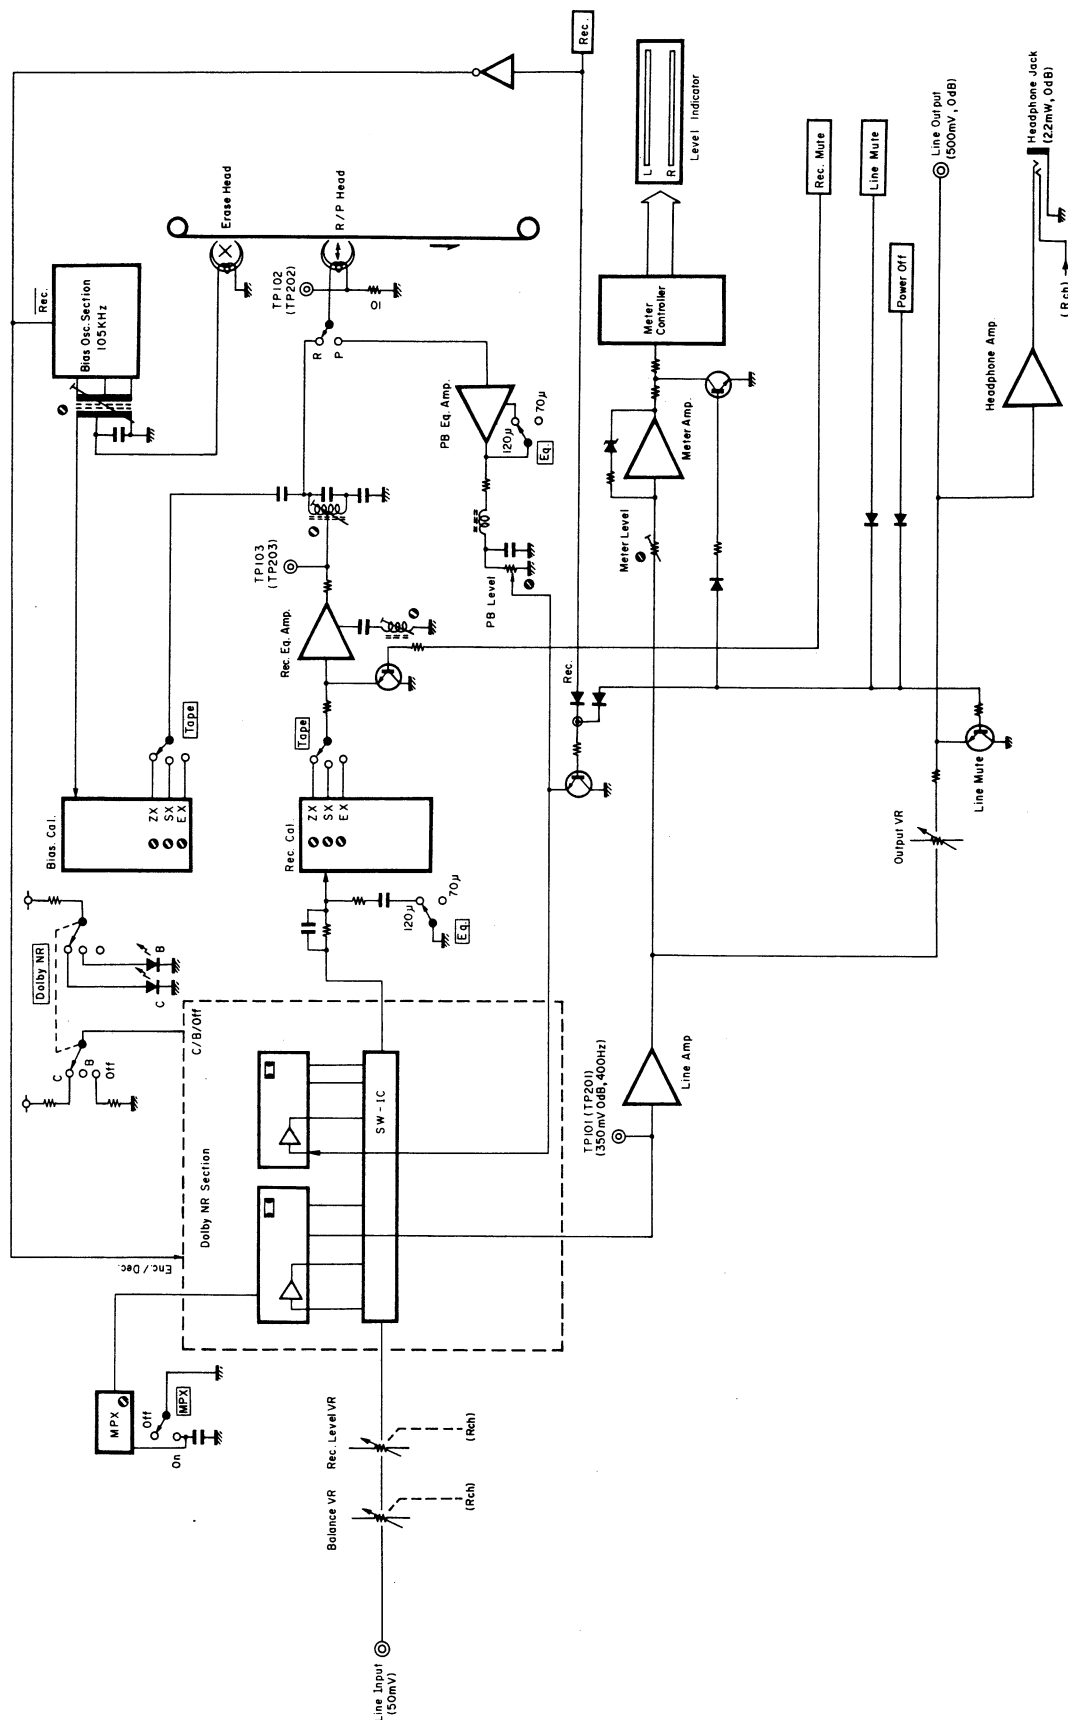 Line Input
(50mV)
Balance VR
(Rch)
Rec. Level VR
(Rch)
MPX
Off
On
MPX
Enc./Dec.
Dolby NR Section
C/B/Off
SW-IC
C
B
Off
Dolby NR
C
B
Bias. Cal.
ZX
SX
EX
Tape
Rec. Cal.
ZX
SX
EX
Tape
120μ
70μ
Eq.
Rec. Eq. Amp.
TP103
(TP203)
Bias Osc. Section
105KHz
Rec.
Erase Head
R/P Head
TP102
(TP202)
10
R
P
PB Eq. Amp.
120μ
70μ
Eq.
PB Level
Rec.
Rec.
TP101 (TP201)
(350mV 0dB, 400Hz)
Line Amp
Meter Level
Meter Amp.
Meter
Controller
L
R
Level Indicator
Rec. Mute
Line Mute
Power Off
Output VR
Line Mute
Line Output
(500mV, 0dB)
Headphone Amp.
Headphone Jack
(2.2mW, 0dB)
(Rch)